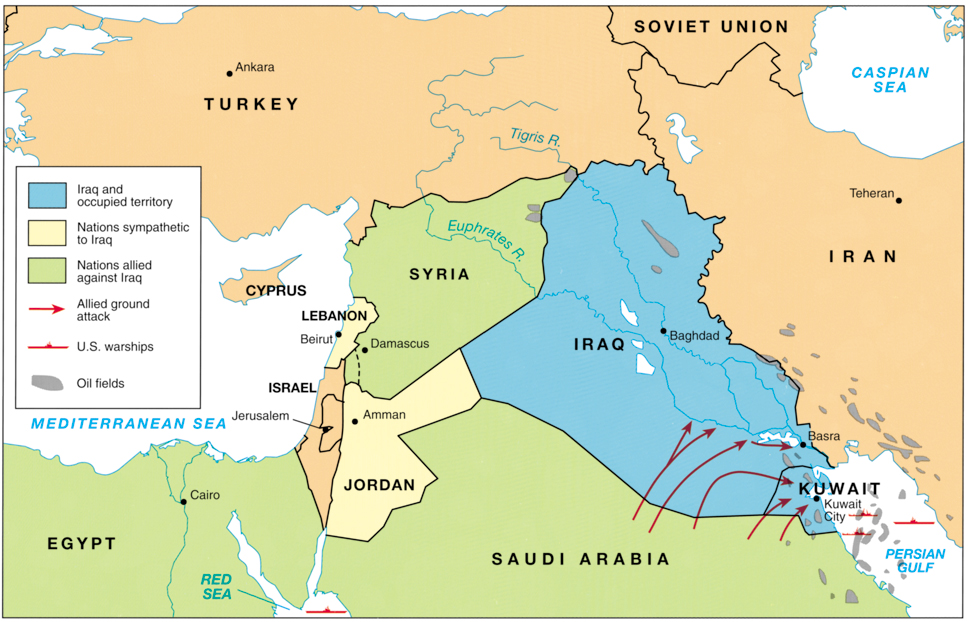 SOVIET UNION
CASPIAN
SEA
Ankara
TURKEY
Tigris R.
Iraq and
occupied territory
Nations sympathetic
to Iraq
Nations allied
against Iraq
Allied ground
attack
U.S. warships
Oil fields
Teheran
IRAN
Euphrates R.
SYRIA
CYPRUS
LEBANON
Beirut
Damascus
IRAQ
Baghdad
ISRAEL
Jerusalem
Amman
MEDITERRANEAN SEA
Basra
JORDAN
KUWAIT
Kuwait
City
Cairo
EGYPT
SAUDI ARABIA
PERSIAN
GULF
RED
SEA